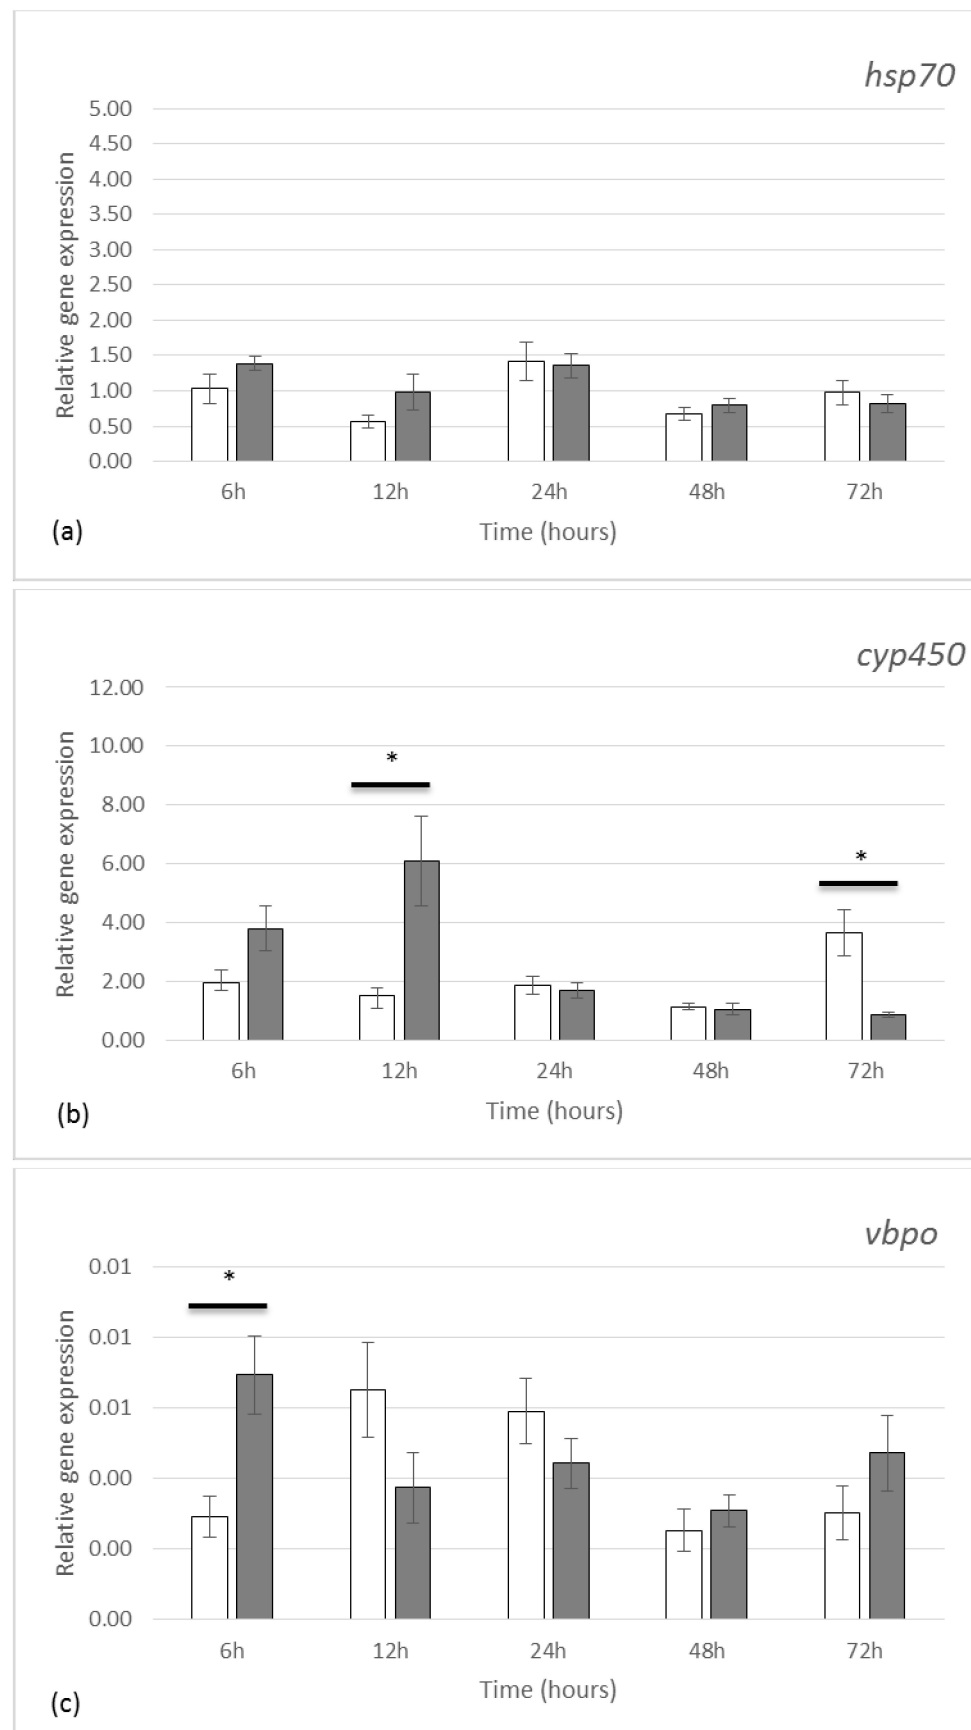 hsp70
Relative gene expression
5.00
4.50
4.00
3.50
3.00
2.50
2.00
1.50
1.00
0.50
0.00
6h 12h 24h 48h 72h
Time (hours)
(a)
cyp450
Relative gene expression
12.00
10.00
8.00
6.00
4.00
2.00
0.00
*
*
6h 12h 24h 48h 72h
Time (hours)
(b)
vbpo
Relative gene expression
0.01
0.01
0.01
0.00
0.00
0.00
*
6h 12h 24h 48h 72h
Time (hours)
(c)